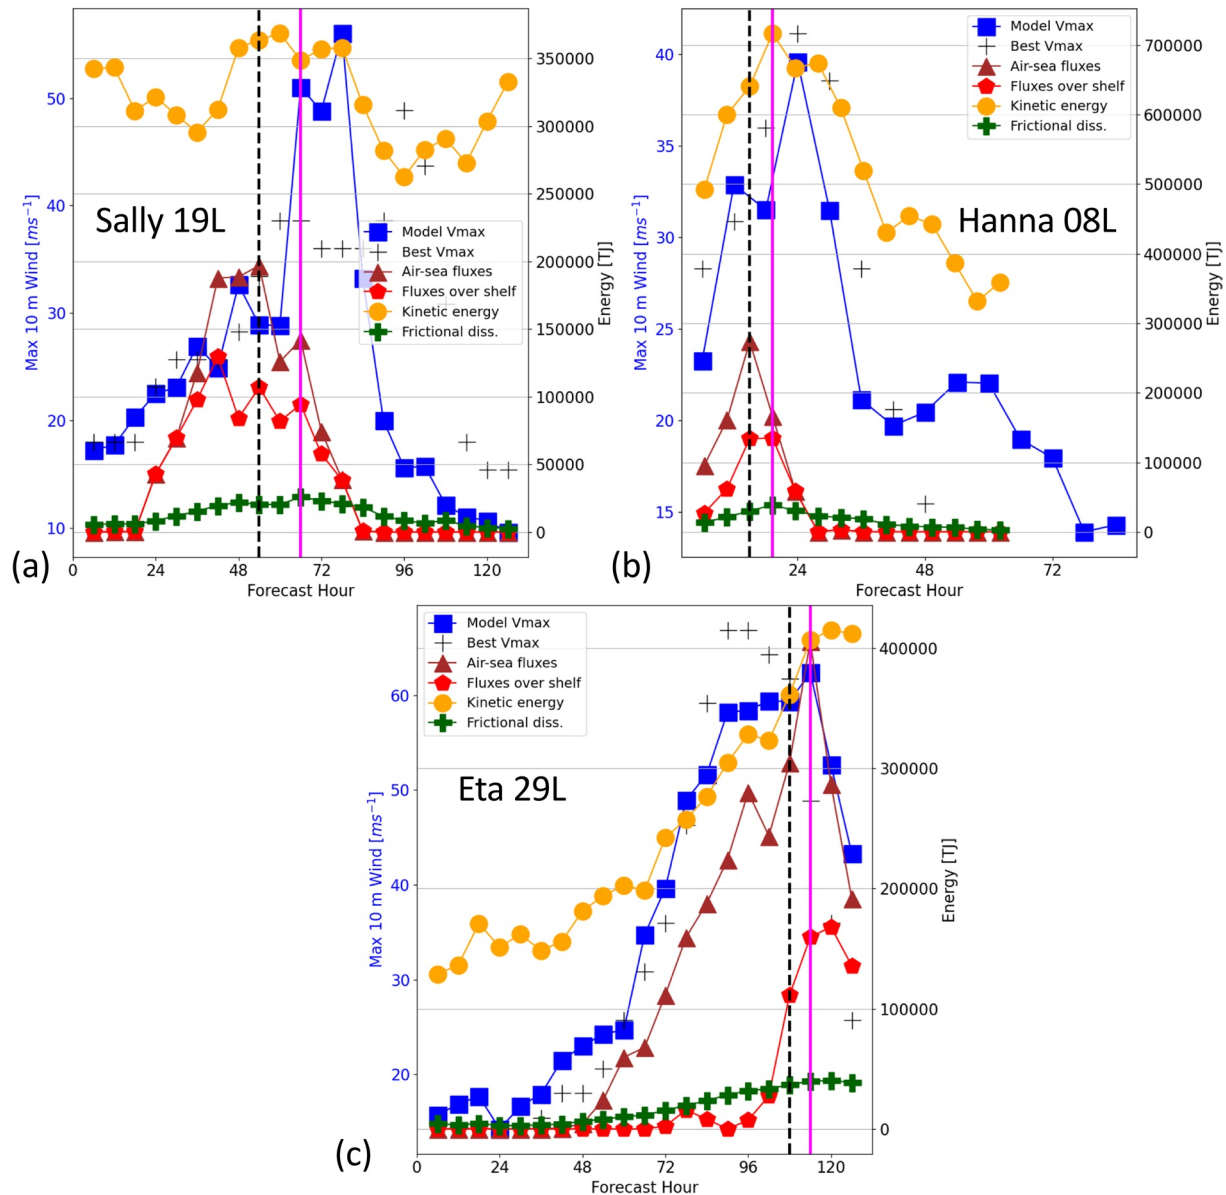 50
40
30
20
10
Max 10 m Wind [ms⁻¹]
Sally 19L
Model Vmax
Best Vmax
Air-sea fluxes
Fluxes over shelf
Kinetic energy
Frictional diss.
350000
300000
250000
200000
150000
100000
50000
0
Energy [TJ]
0 24 48 72 96 120
Forecast Hour
(a)
40
35
30
25
20
15
Max 10 m Wind [ms⁻¹]
Model Vmax
Best Vmax
Air-sea fluxes
Fluxes over shelf
Kinetic energy
Frictional diss.
Hanna 08L
700000
600000
500000
400000
300000
200000
100000
0
Energy [TJ]
24 48 72
Forecast Hour
(b)
Model Vmax
Best Vmax
Air-sea fluxes
Fluxes over shelf
Kinetic energy
Frictional diss.
Eta 29L
60
50
40
30
20
Max 10 m Wind [ms⁻¹]
400000
300000
200000
100000
0
Energy [TJ]
0 24 48 72 96 120
Forecast Hour
(c)